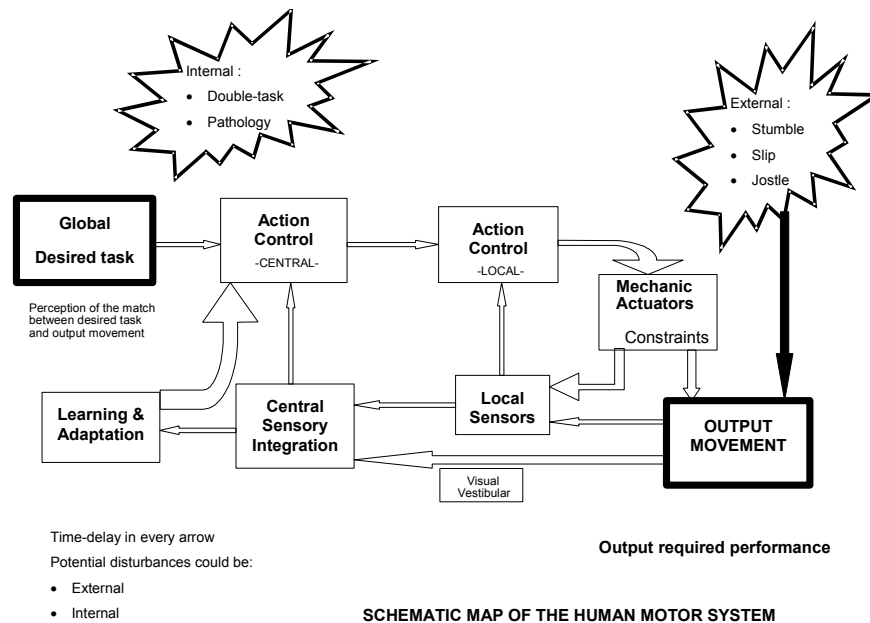 Internal :
• Double-task
• Pathology
External :
• Stumble
• Slip
• Jostle
Global
Desired task
Action
Control
-CENTRAL-
Action
Control
-LOCAL-
Mechanic
Actuators
Constraints
Perception of the match
between desired task
and output movement
Learning &
Adaptation
Central
Sensory
Integration
Local
Sensors
OUTPUT
MOVEMENT
Visual
Vestibular
Time-delay in every arrow
Potential disturbances could be:
• External
• Internal
Output required performance
SCHEMATIC MAP OF THE HUMAN MOTOR SYSTEM